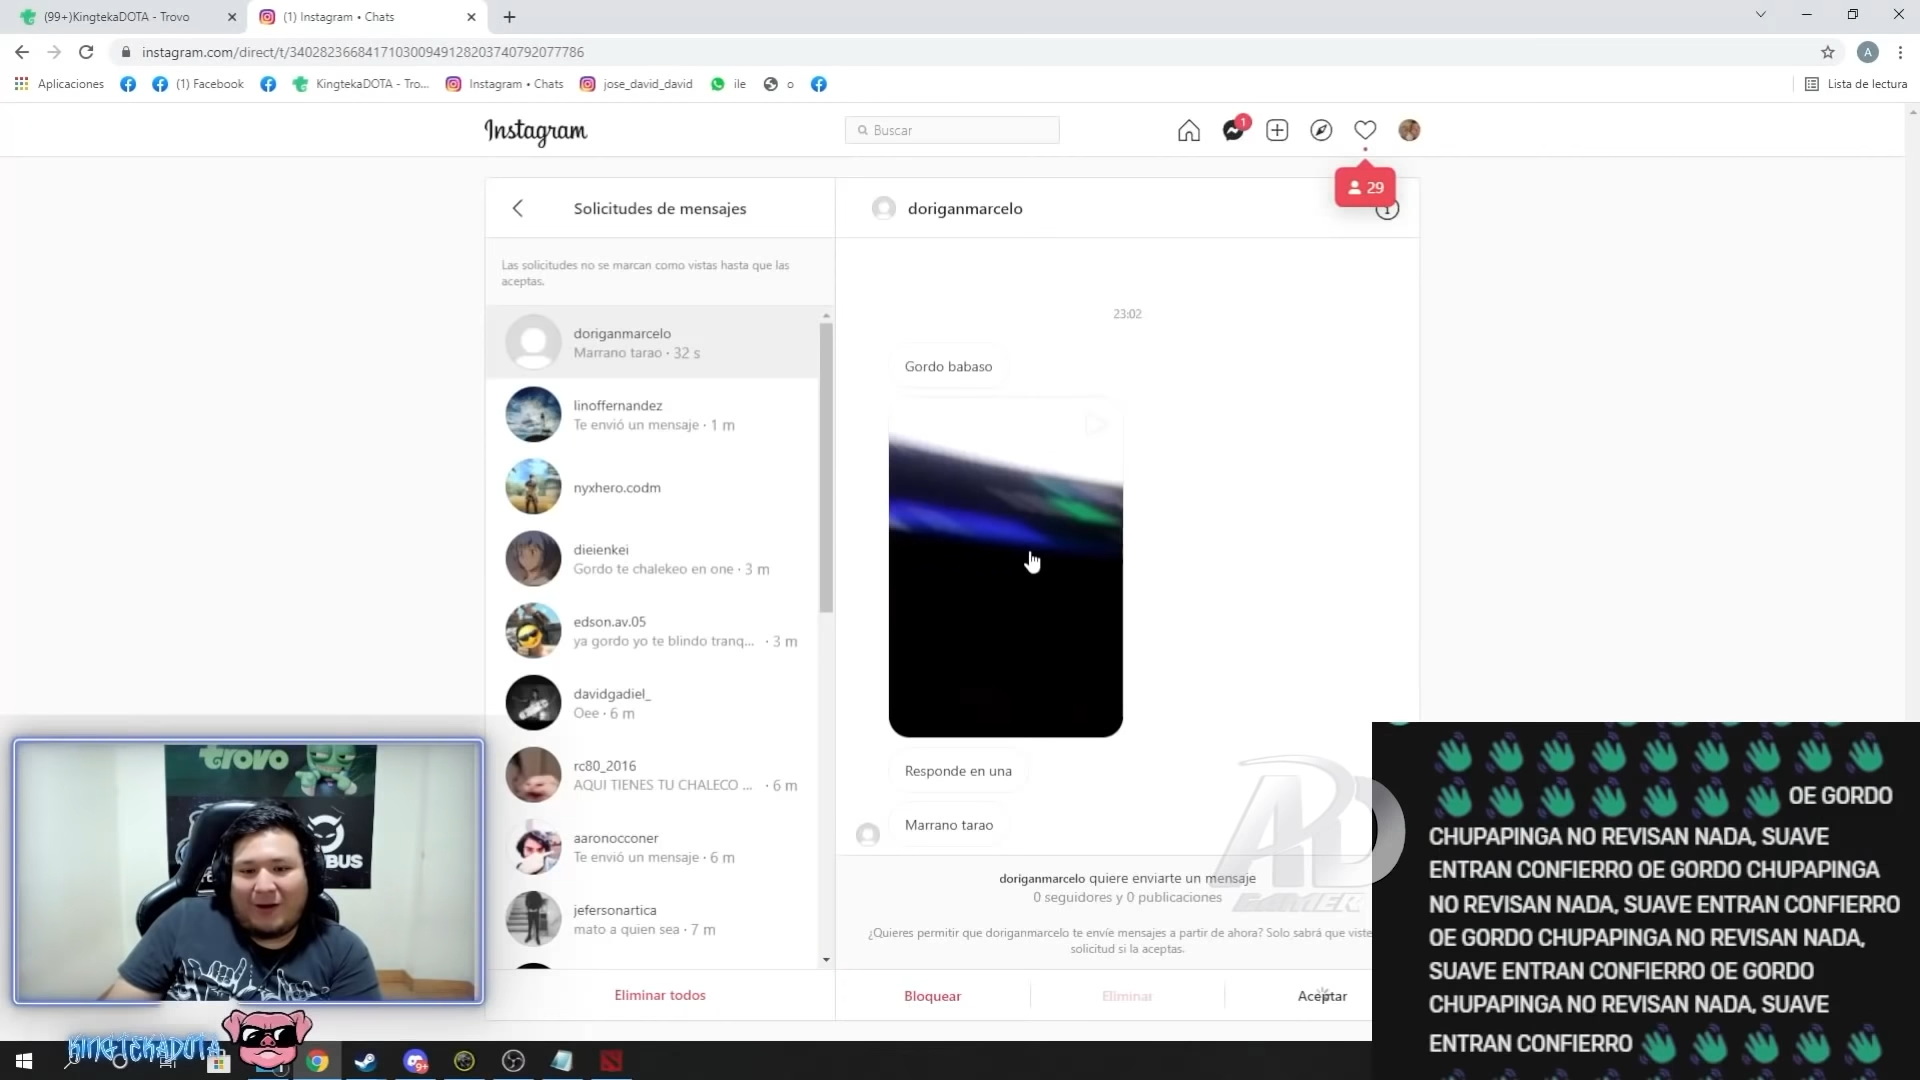 (99+)KingtekaDOTA - Trovo
(1) Instagram • Chats
instagram.com/direct/t/340282366841710300949128203740792077786
A
Aplicaciones
(1) Facebook
KingtekaDOTA - Tro...
Instagram • Chats
jose_david_david
ile
o
Lista de lectura
Instagram
Buscar
1
29
Solicitudes de mensajes
doriganmarcelo
Las solicitudes no se marcan como vistas hasta que las
aceptas.
doriganmarcelo
Marrano tarao · 32 s
linoffernandez
Te envió un mensaje · 1 m
nyxhero.codm
dieienkei
Gordo te chalekeo en one · 3 m
edson.av.05
ya gordo yo te blindo tranq... · 3 m
davidgadiel_
Oee · 6 m
rc80_2016
AQUI TIENES TU CHALECO ... · 6 m
aaronocconer
Te envió un mensaje · 6 m
jefersonartica
mato a quien sea · 7 m
Eliminar todos
23:02
Gordo babaso
Responde en una
Marrano tarao
doriganmarcelo quiere enviarte un mensaje
0 seguidores y 0 publicaciones
¿Quieres permitir que doriganmarcelo te envíe mensajes a partir de ahora? Solo sabrá que viste
solicitud si la aceptas.
Bloquear
Eliminar
Aceptar
OE GORDO
CHUPAPINGA NO REVISAN NADA, SUAVE
ENTRAN CONFIERRO OE GORDO CHUPAPINGA
NO REVISAN NADA, SUAVE ENTRAN CONFIERRO
OE GORDO CHUPAPINGA NO REVISAN NADA,
SUAVE ENTRAN CONFIERRO OE GORDO
CHUPAPINGA NO REVISAN NADA, SUAVE
ENTRAN CONFIERRO
trovo
KINGTEKADOTA
9+